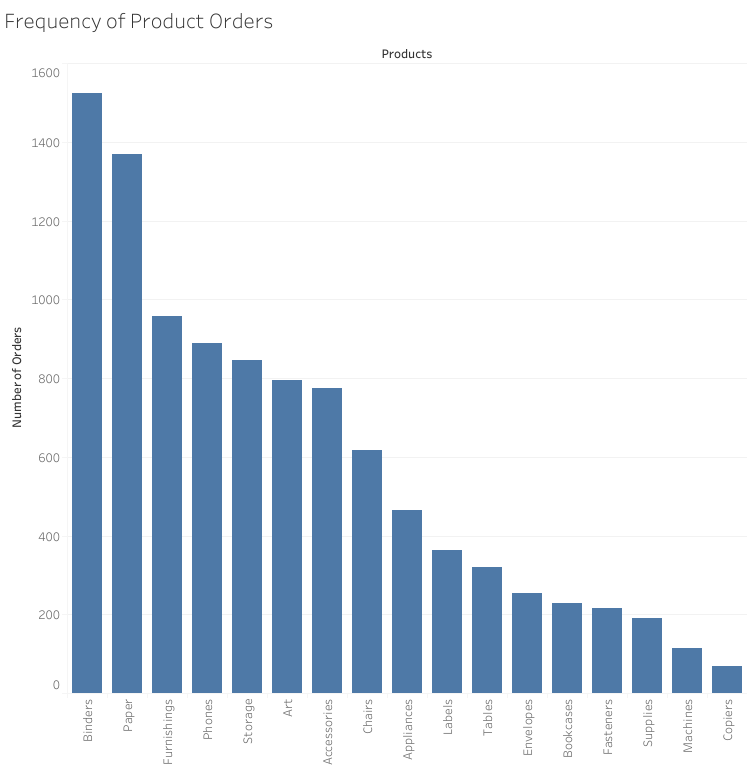 Frequency of Product Orders
Products
1600
1400
1200
1000
800
600
400
200
0
Number of Orders
Binders
Paper
Furnishings
Phones
Storage
Art
Accessories
Chairs
Appliances
Labels
Tables
Envelopes
Bookcases
Fasteners
Supplies
Machines
Copiers